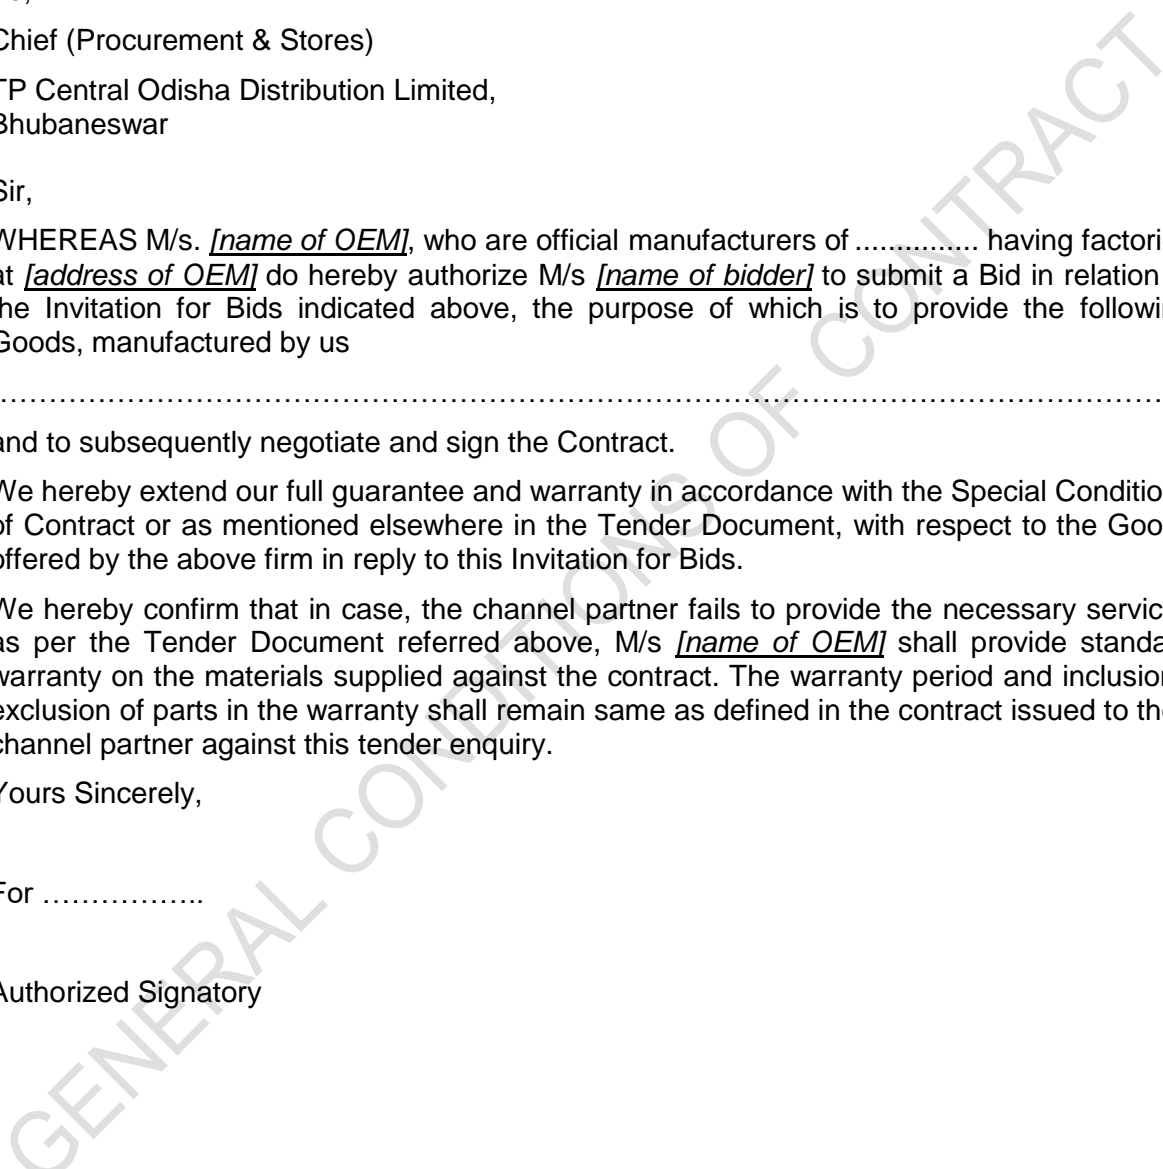 Chief (Procurement & Stores)
TP Central Odisha Distribution Limited,
Bhubaneswar
Sir,
WHEREAS M/s. [name of OEM], who are official manufacturers of ............... having factori
at [address of OEM] do hereby authorize M/s [name of bidder] to submit a Bid in relation
the Invitation for Bids indicated above, the purpose of which is to provide the followi
Goods, manufactured by us
……………………………………………………………………………………………………………
and to subsequently negotiate and sign the Contract.
We hereby extend our full guarantee and warranty in accordance with the Special Conditio
of Contract or as mentioned elsewhere in the Tender Document, with respect to the Goo
offered by the above firm in reply to this Invitation for Bids.
We hereby confirm that in case, the channel partner fails to provide the necessary servic
as per the Tender Document referred above, M/s [name of OEM] shall provide standa
warranty on the materials supplied against the contract. The warranty period and inclusion
exclusion of parts in the warranty shall remain same as defined in the contract issued to the
channel partner against this tender enquiry.
Yours Sincerely,
For ……………..
Authorized Signatory
GENERAL CONDITIONS OF CONTRACT